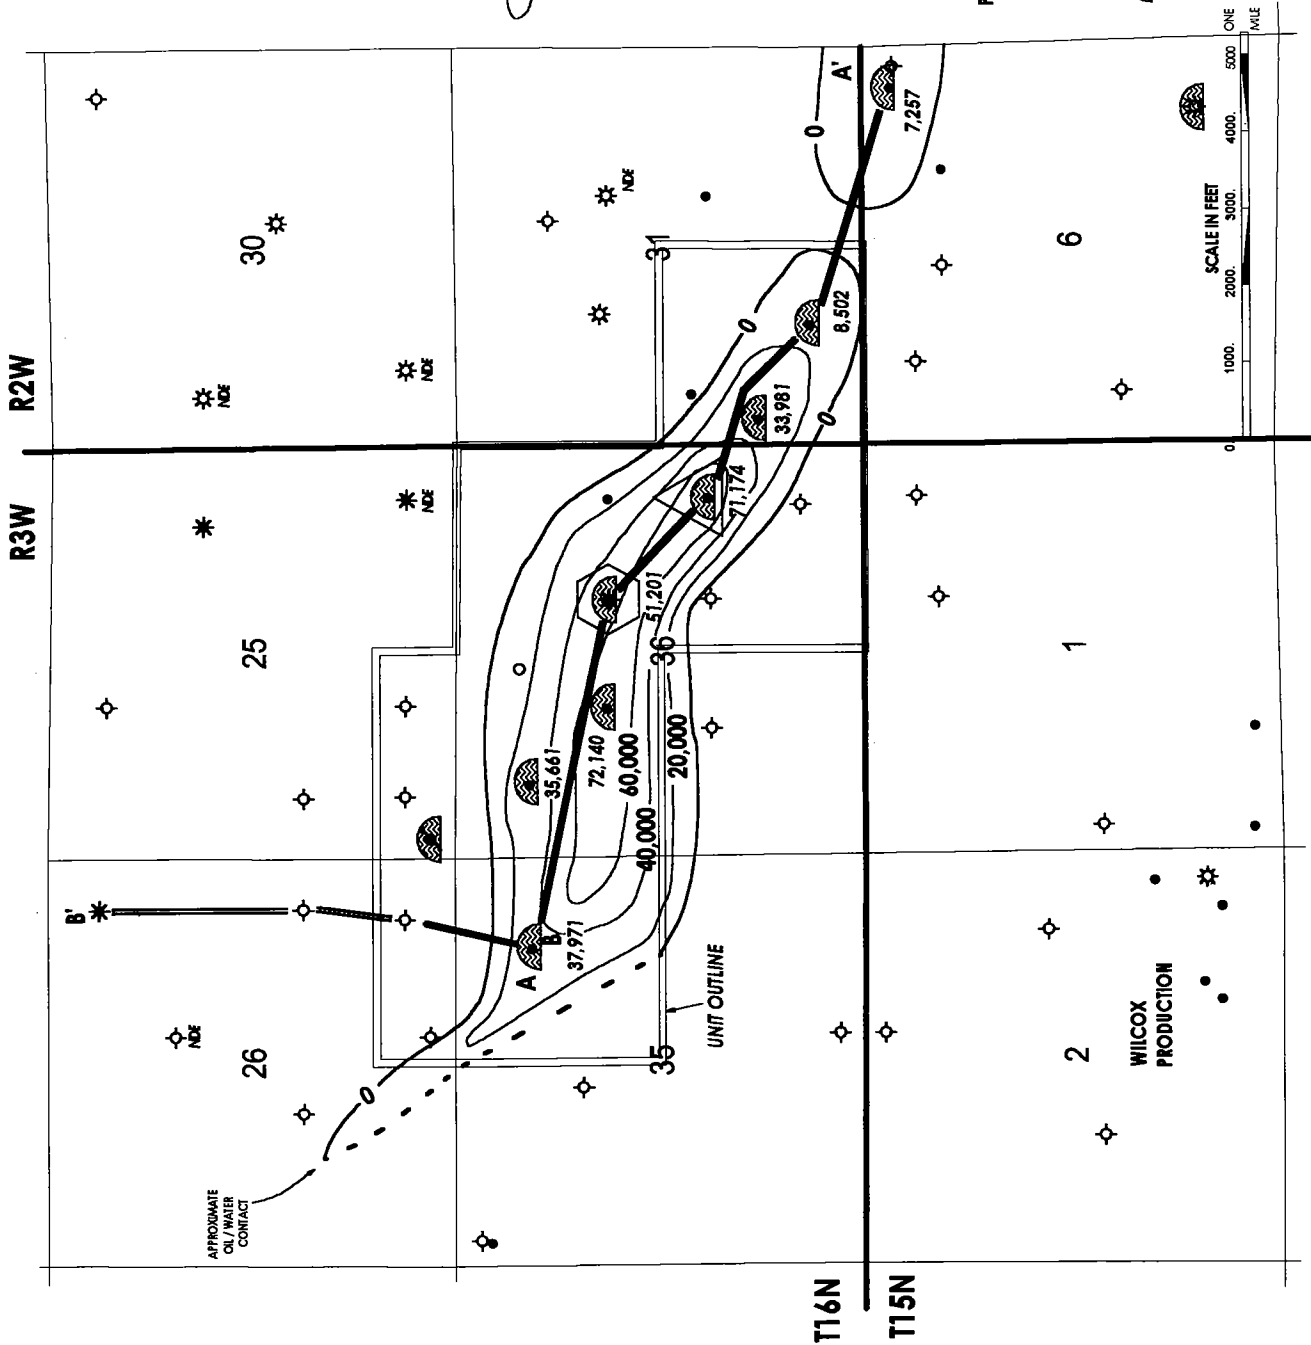 R3W
R2W
B'
NDE
NDE
NDE
NDE
NDE
26
25
30
APPROXIMATE
OIL / WATER
CONTACT
0
A
B
37,971
35,661
72,140
60,000
40,000
20,000
51,201
71,174
33,981
8,502
0
0
0
A'
7,257
35
36
31
UNIT OUTLINE
T16N
T15N
2
1
6
WILCOX
PRODUCTION
SCALE IN FEET
0. 1000. 2000. 3000. 4000. 5000
ONE
MILE